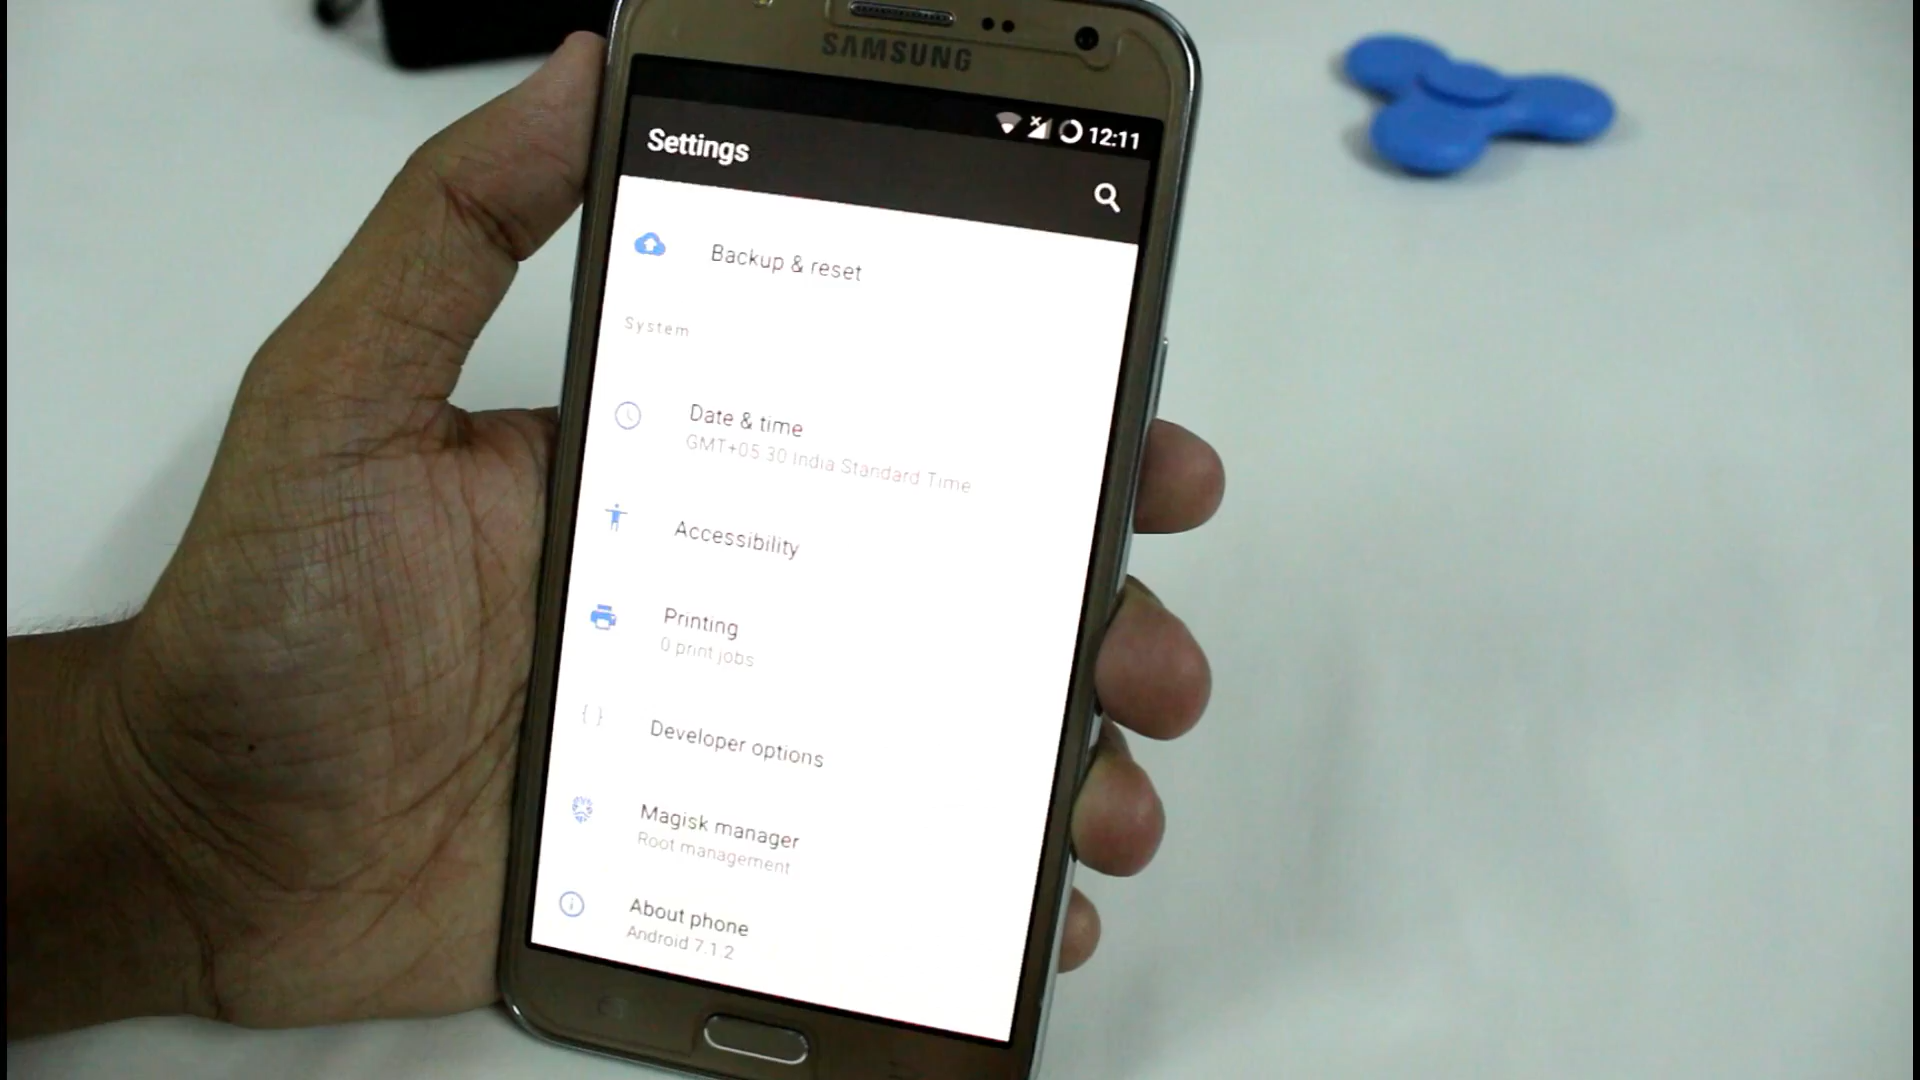 SAMSUNG
12:11
Settings
Backup & reset
System
Date & time
GMT+05:30 India Standard Time
Accessibility
Printing
0 print jobs
{ }
Developer options
Magisk manager
Root management
About phone
Android 7.1.2